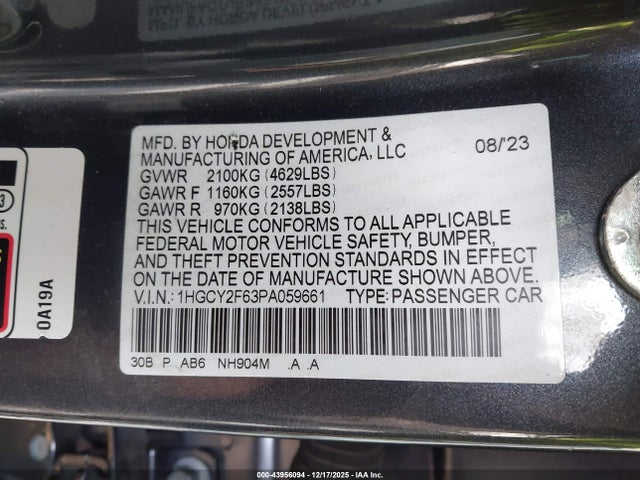 MFD. BY HONDA DEVELOPMENT &
MANUFACTURING OF AMERICA, LLC 08/23
GVWR 2100KG (4629LBS)
GAWR F 1160KG (2557LBS)
GAWR R 970KG (2138LBS)
THIS VEHICLE CONFORMS TO ALL APPLICABLE
FEDERAL MOTOR VEHICLE SAFETY, BUMPER,
AND THEFT PREVENTION STANDARDS IN EFFECT
ON THE DATE OF MANUFACTURE SHOWN ABOVE.
V.I.N.: 1HGCY2F63PA059661 TYPE: PASSENGER CAR
30B P AB6 NH904M .A .A
0A19A
00-43956094 - 12/17/2025 - IAA Inc.